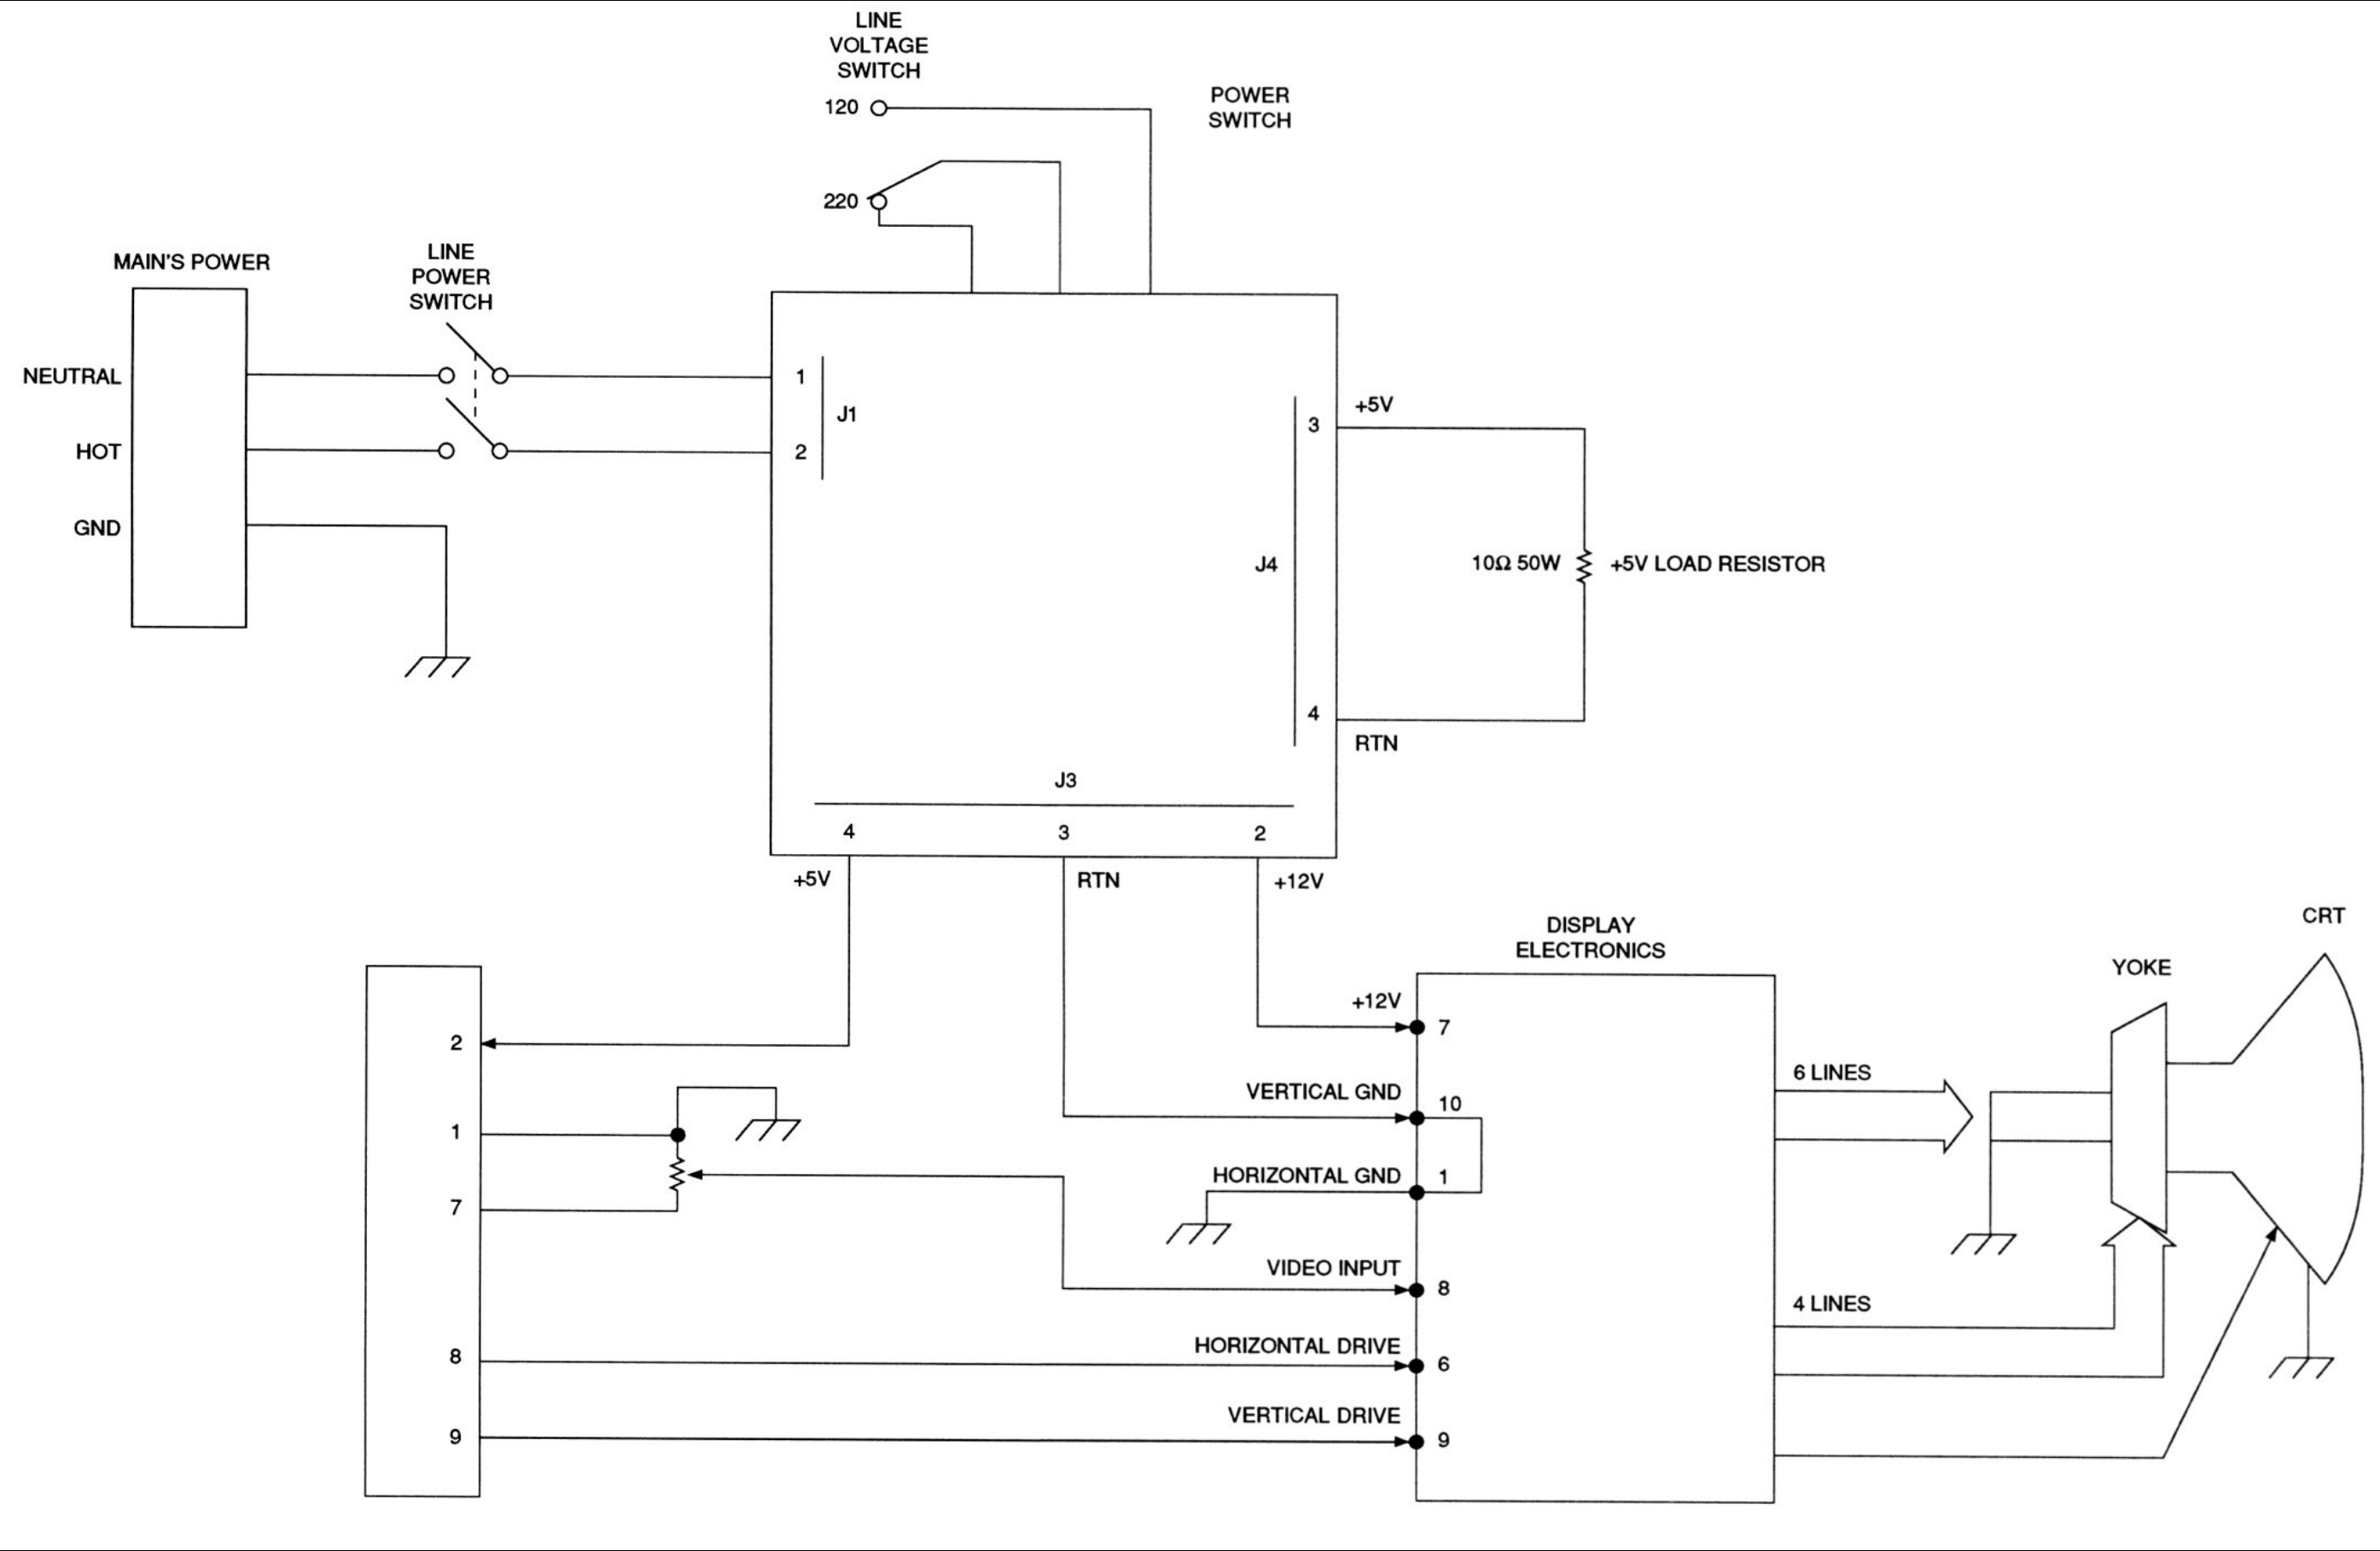 LINE
VOLTAGE
SWITCH
120
POWER
SWITCH
220
MAIN'S POWER
LINE
POWER
SWITCH
NEUTRAL
1
J1
HOT
2
GND
3
+5V
J4
10Ω 50W
+5V LOAD RESISTOR
4
RTN
J3
4
3
2
+5V
RTN
+12V
DISPLAY
ELECTRONICS
CRT
YOKE
2
+12V
7
1
VERTICAL GND
10
6 LINES
7
HORIZONTAL GND
1
VIDEO INPUT
8
4 LINES
8
HORIZONTAL DRIVE
6
9
VERTICAL DRIVE
9